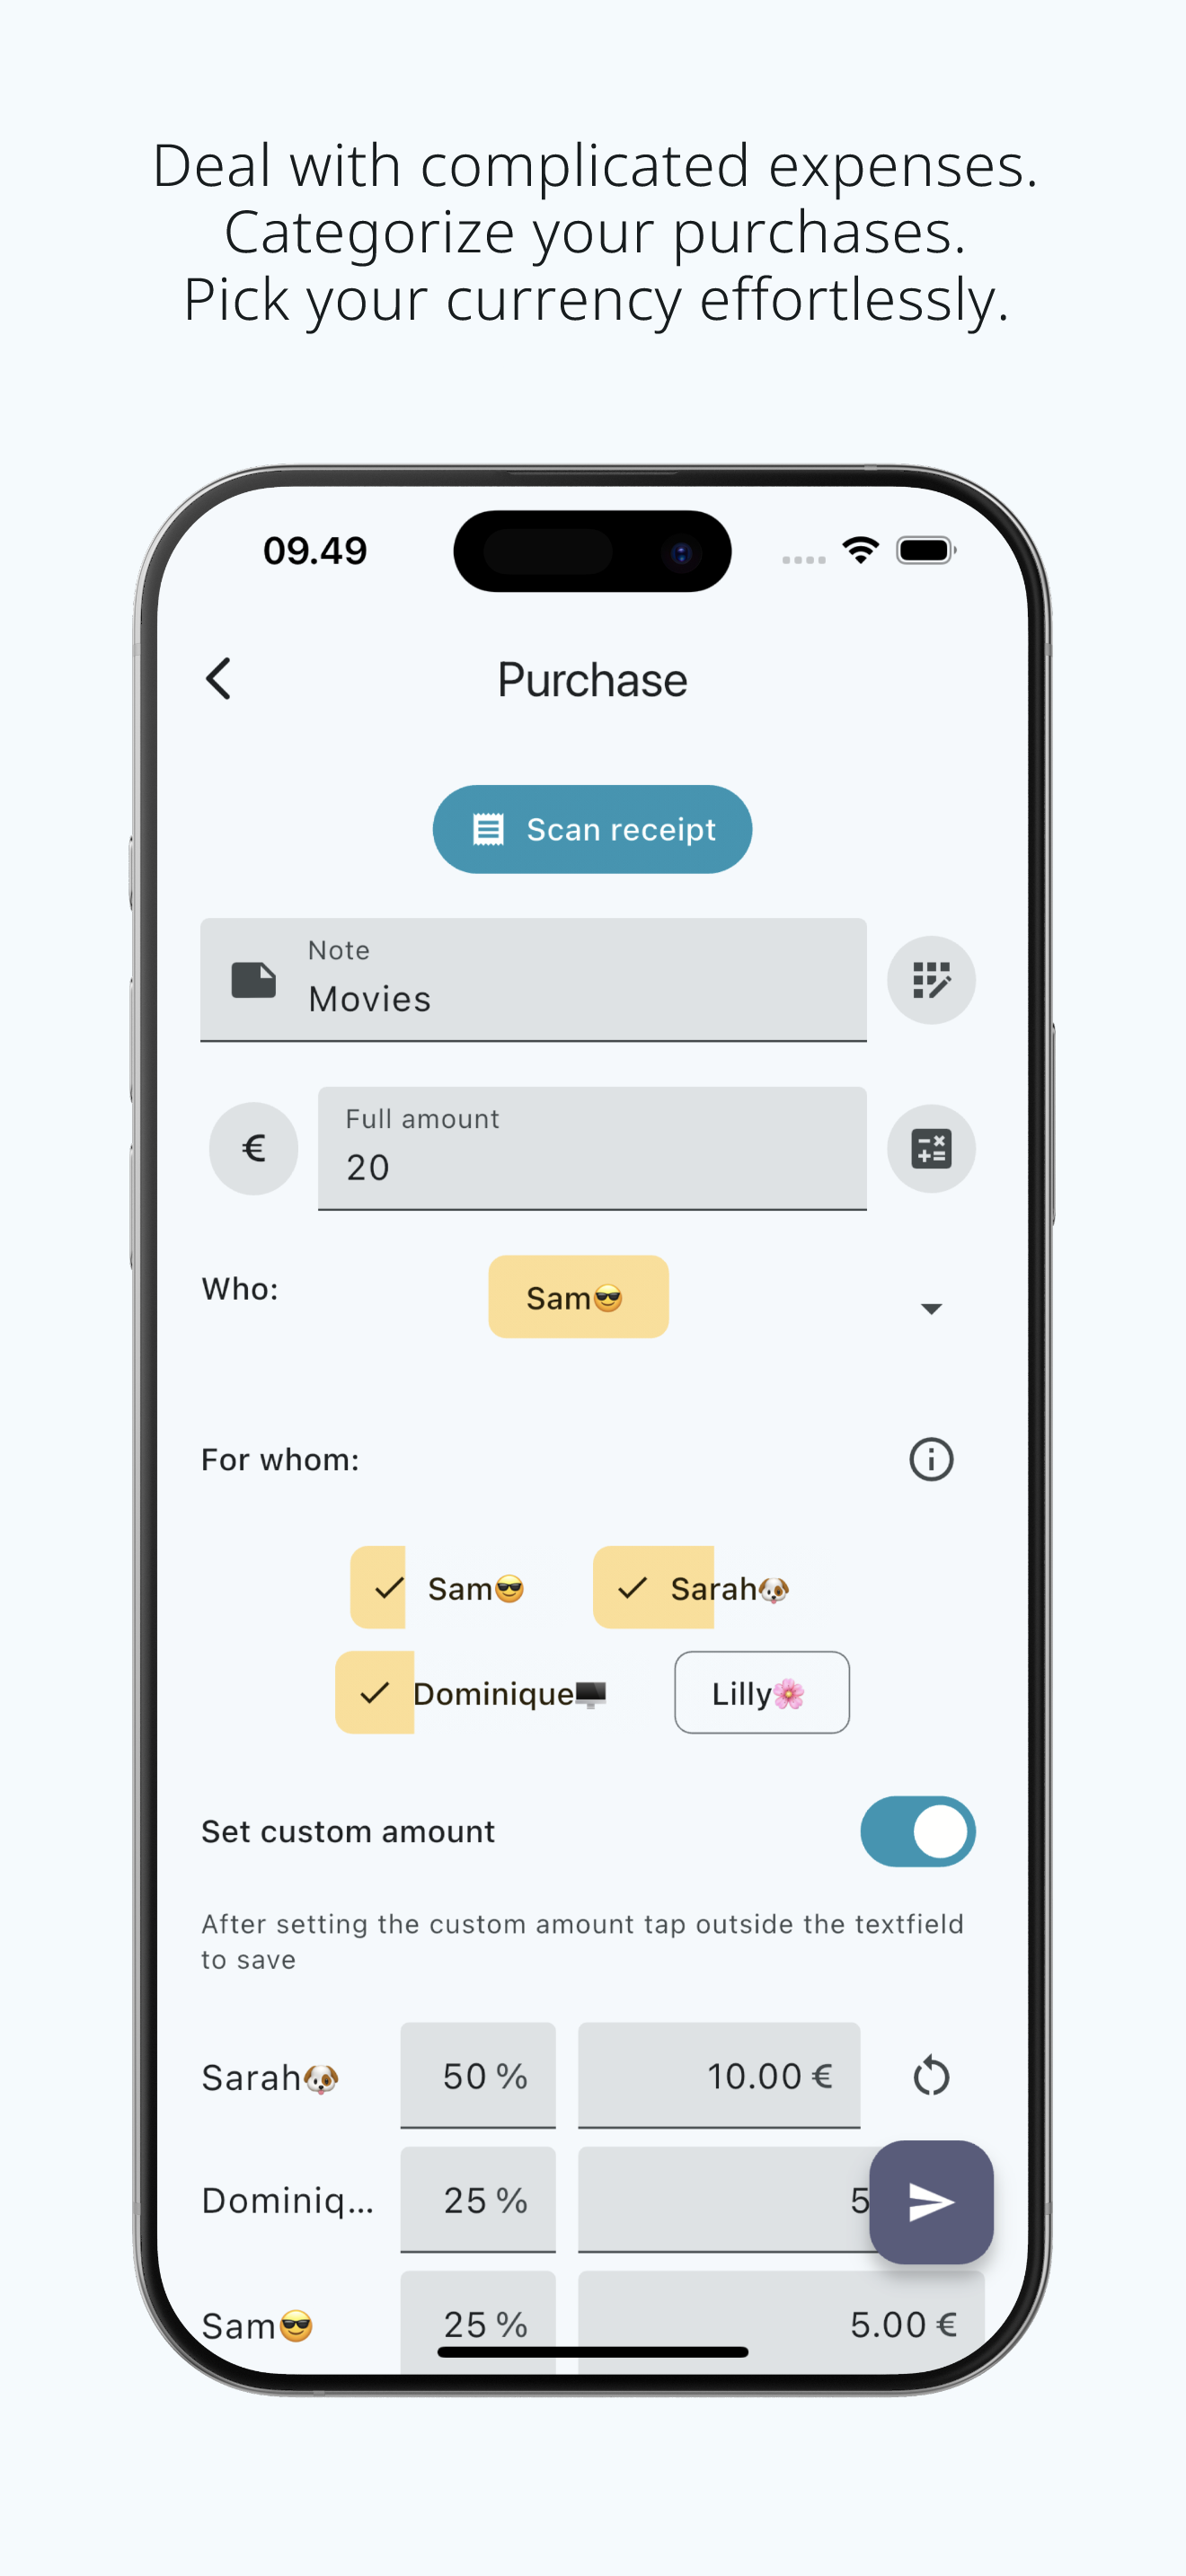 Deal with complicated expenses.
Categorize your purchases.
Pick your currency effortlessly.
09.49
Purchase
Scan receipt
Note
Movies
€
Full amount
20
Who:
Sam😎
For whom:
Sam😎 Sarah🐶
Dominique🖥️ Lilly🌸
Set custom amount
After setting the custom amount tap outside the textfield
to save
Sarah🐶 50 % 10.00 €
Dominiq... 25 % 5
Sam😎 25 % 5.00 €